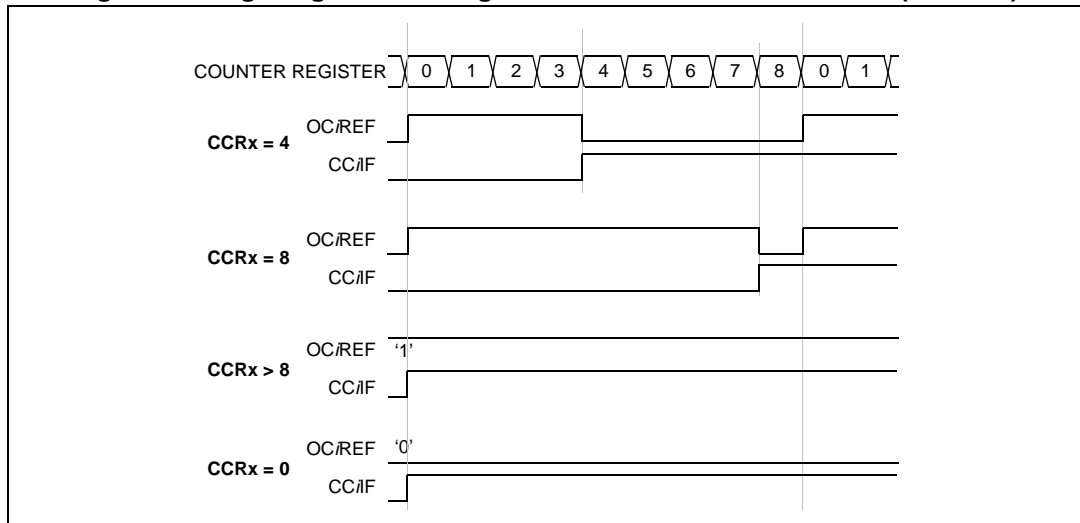 COUNTER REGISTER 0 1 2 3 4 5 6 7 8 0 1
CCRx = 4
OCiREF
CCiIF
CCRx = 8
OCiREF
CCiIF
CCRx > 8
OCiREF ‘1’
CCiIF
CCRx = 0
OCiREF ‘0’
CCiIF